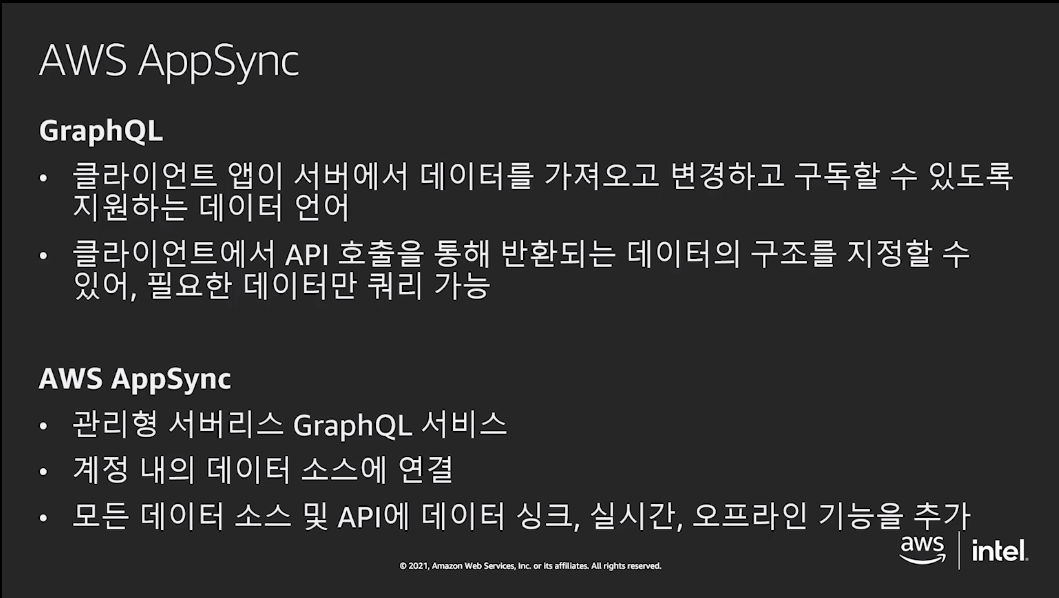 AWS AppSync
GraphQL
• 클라이언트 앱이 서버에서 데이터를 가져오고 변경하고 구독할 수 있도록
지원하는 데이터 언어
• 클라이언트에서 API 호출을 통해 반환되는 데이터의 구조를 지정할 수
있어, 필요한 데이터만 쿼리 가능
AWS AppSync
• 관리형 서버리스 GraphQL 서비스
• 계정 내의 데이터 소스에 연결
• 모든 데이터 소스 및 API에 데이터 싱크, 실시간, 오프라인 기능을 추가
aws | intel.
© 2021, Amazon Web Services, Inc. or its affiliates. All rights reserved.